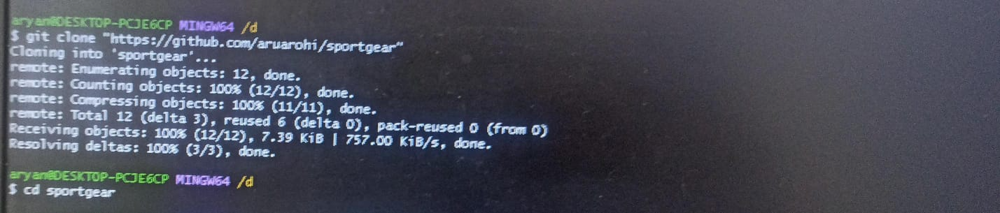 aryan@DESKTOP-PCJE6CP MINGW64 /d
$ git clone "https://github.com/aruarohi/sportgear"
Cloning into 'sportgear'...
remote: Enumerating objects: 12, done.
remote: Counting objects: 100% (12/12), done.
remote: Compressing objects: 100% (11/11), done.
remote: Total 12 (delta 3), reused 6 (delta 0), pack-reused 0 (from 0)
Receiving objects: 100% (12/12), 7.39 KiB | 757.00 KiB/s, done.
Resolving deltas: 100% (3/3), done.
aryan@DESKTOP-PCJE6CP MINGW64 /d
$ cd sportgear